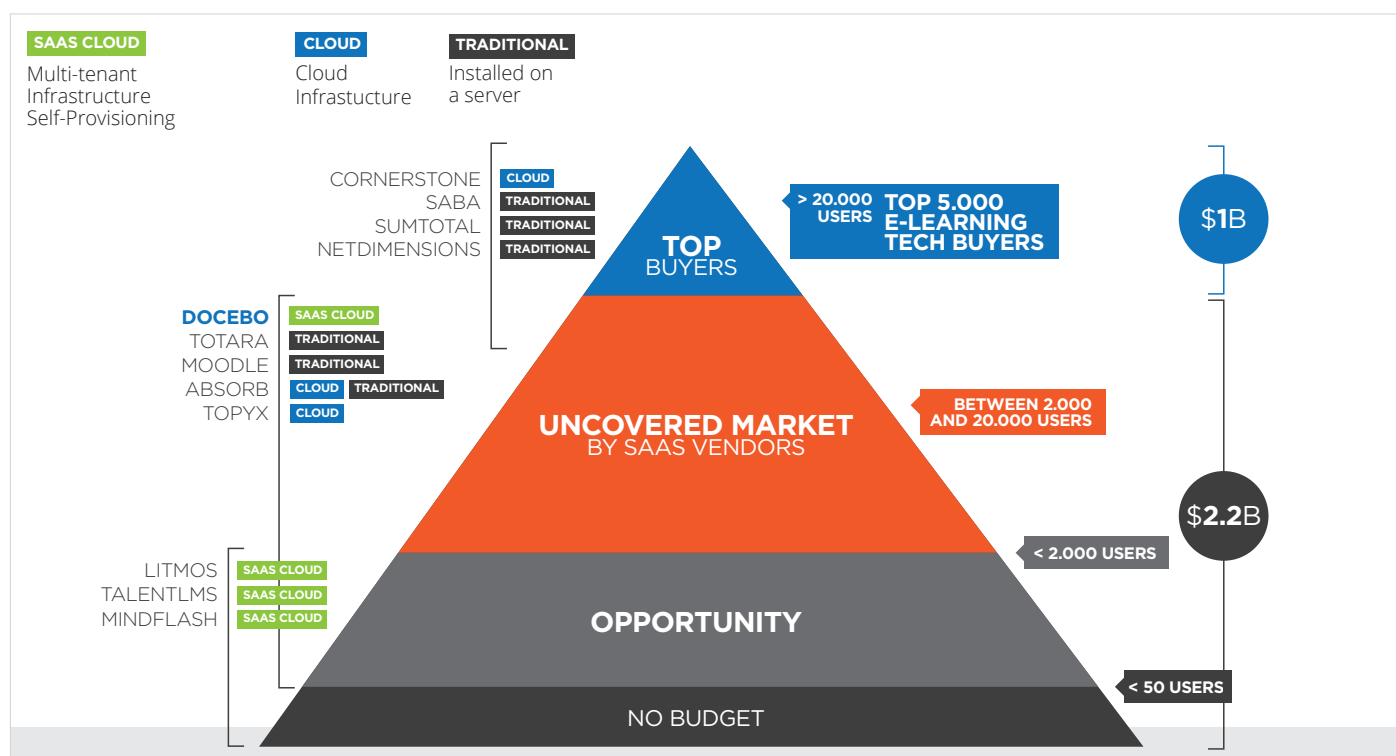 SAAS CLOUD
Multi-tenant
Infrastructure
Self-Provisioning
CLOUD
Cloud
Infrastucture
TRADITIONAL
Installed on
a server
CORNERSTONE CLOUD
SABA TRADITIONAL
SUMTOTAL TRADITIONAL
NETDIMENSIONS TRADITIONAL
TOP
BUYERS
> 20.000
USERS
TOP 5.000
E-LEARNING
TECH BUYERS
$1B
DOCEBO SAAS CLOUD
TOTARA TRADITIONAL
MOODLE TRADITIONAL
ABSORB CLOUD TRADITIONAL
TOPYX CLOUD
UNCOVERED MARKET
BY SAAS VENDORS
BETWEEN 2.000
AND 20.000 USERS
$2.2B
< 2.000 USERS
LITMOS SAAS CLOUD
TALENTLMS SAAS CLOUD
MINDFLASH SAAS CLOUD
OPPORTUNITY
< 50 USERS
NO BUDGET